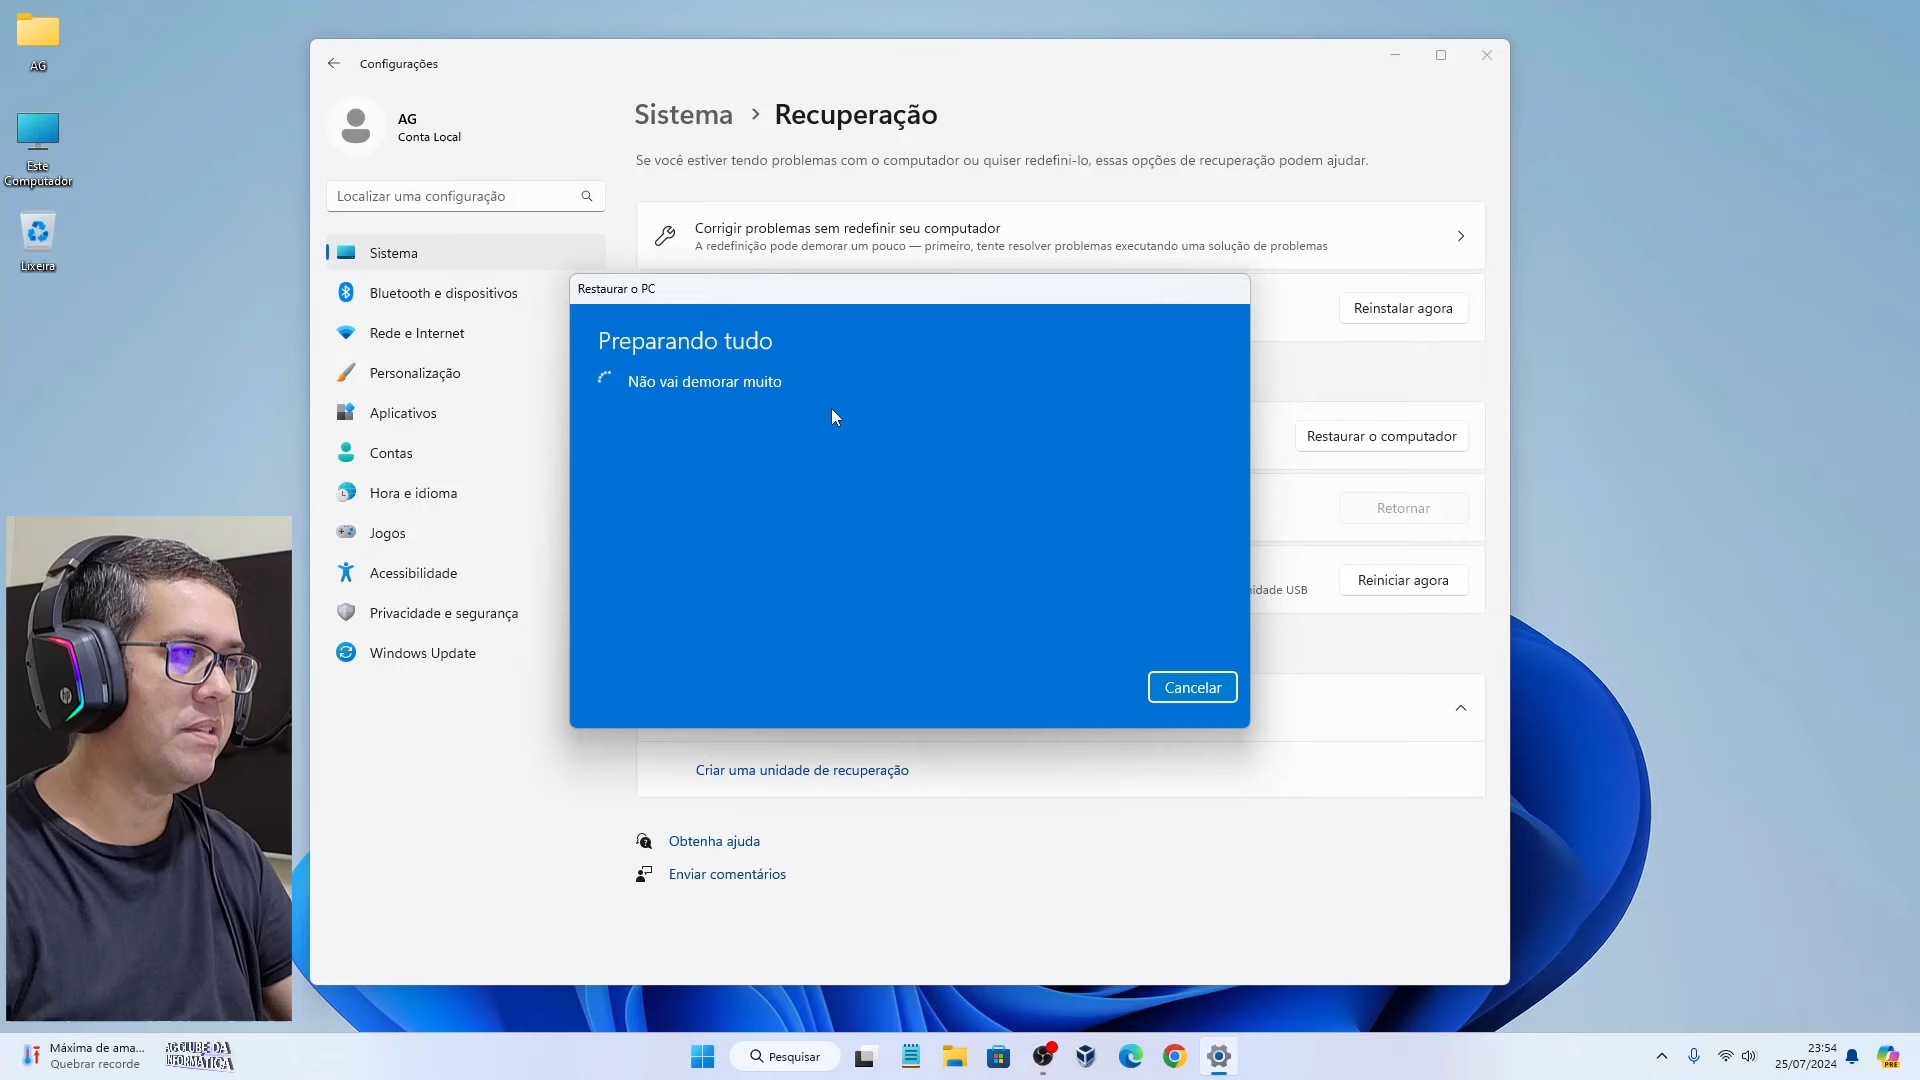 AG
Este
Computador
Lixeira
Configurações
AG
Conta Local
Localizar uma configuração
Sistema
Bluetooth e dispositivos
Rede e Internet
Personalização
Aplicativos
Contas
Hora e idioma
Jogos
Acessibilidade
Privacidade e segurança
Windows Update
Sistema › Recuperação
Se você estiver tendo problemas com o computador ou quiser redefini-lo, essas opções de recuperação podem ajudar.
Corrigir problemas sem redefinir seu computador
A redefinição pode demorar um pouco — primeiro, tente resolver problemas executando uma solução de problemas
Reinstalar agora
Restaurar o PC
Preparando tudo
Não vai demorar muito
Cancelar
Restaurar o computador
Retornar
idade USB
Reiniciar agora
Criar uma unidade de recuperação
Obtenha ajuda
Enviar comentários
Máxima de ama...
Quebrar recorde
AGCLUBE DA
INFORMÁTICA
Pesquisar
23:54
25/07/2024
PRE